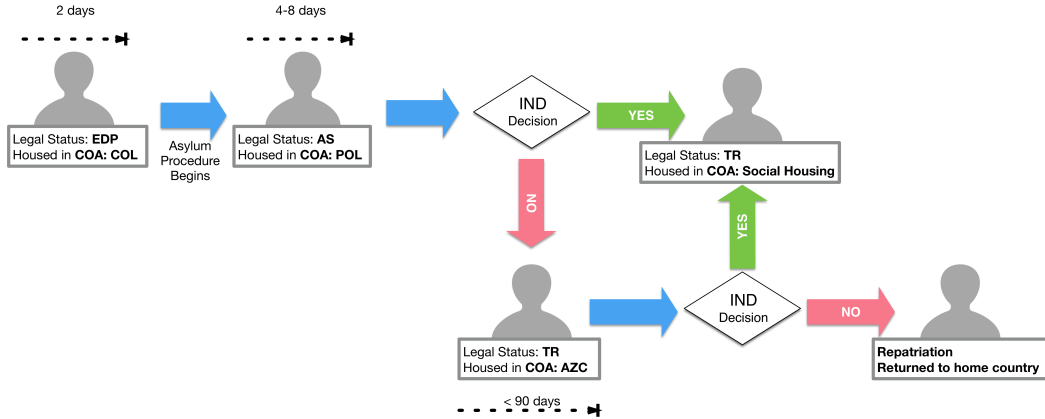 2 days
4-8 days
Legal Status: EDP
Housed in COA: COL
Asylum
Procedure
Begins
Legal Status: AS
Housed in COA: POL
IND
Decision
YES
Legal Status: TR
Housed in COA: Social Housing
NO
YES
Legal Status: TR
Housed in COA: AZC
IND
Decision
NO
Repatriation
Returned to home country
< 90 days